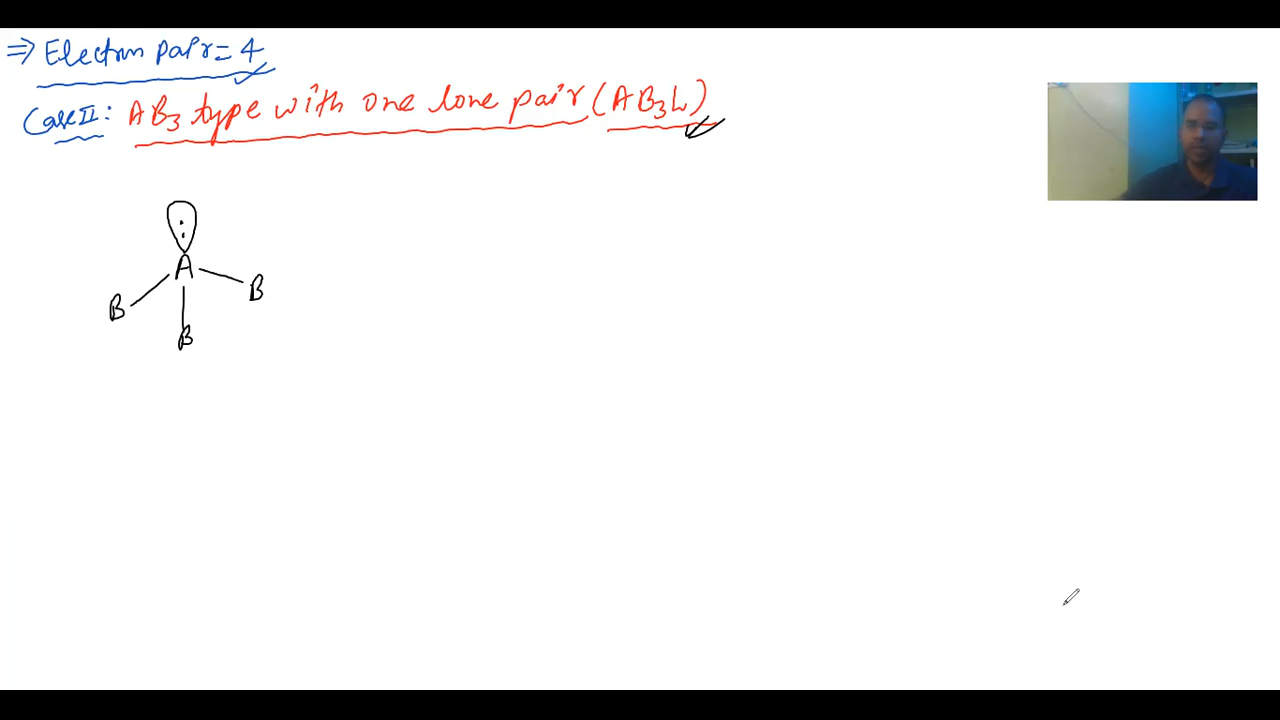 ⇒ Electron pair = 4
Case II: AB₃ type with one lone pair (AB₃L)
:
A
B
B
B